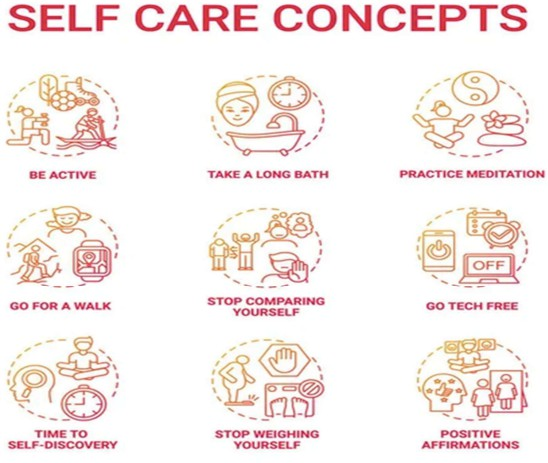 SELF CARE CONCEPTS
BE ACTIVE
TAKE A LONG BATH
PRACTICE MEDITATION
GO FOR A WALK
STOP COMPARING
YOURSELF
OFF
GO TECH FREE
TIME TO
SELF-DISCOVERY
STOP WEIGHING
YOURSELF
POSITIVE
AFFIRMATIONS